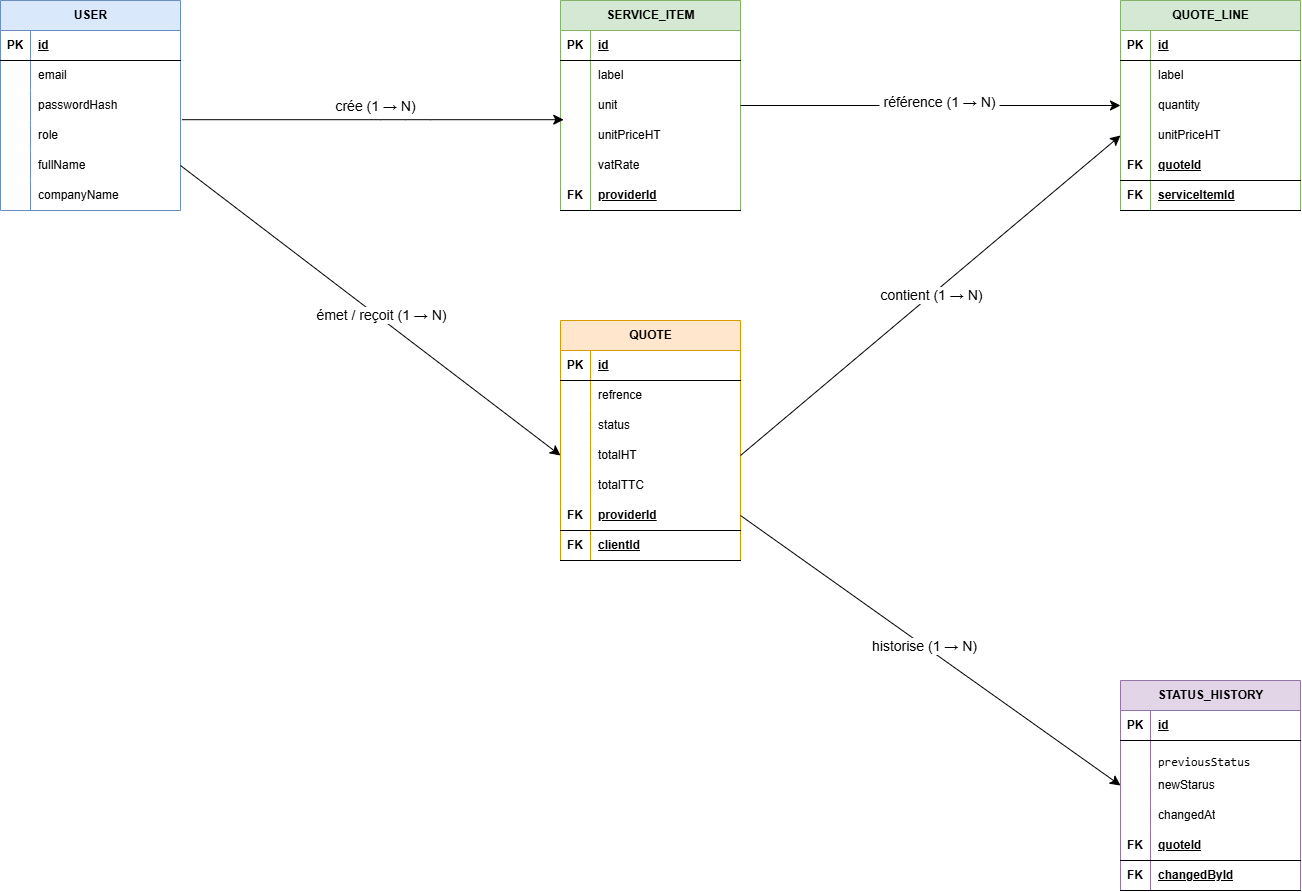 USER
PK id
email
passwordHash
role
fullName
companyName
crée (1 → N)
SERVICE_ITEM
PK id
label
unit
unitPriceHT
vatRate
FK providerId
référence (1 → N)
QUOTE_LINE
PK id
label
quantity
unitPriceHT
FK quoteId
FK serviceItemId
émet / reçoit (1 → N)
contient (1 → N)
QUOTE
PK id
refrence
status
totalHT
totalTTC
FK providerId
FK clientId
historise (1 → N)
STATUS_HISTORY
PK id
previousStatus
newStarus
changedAt
FK quoteId
FK changedById